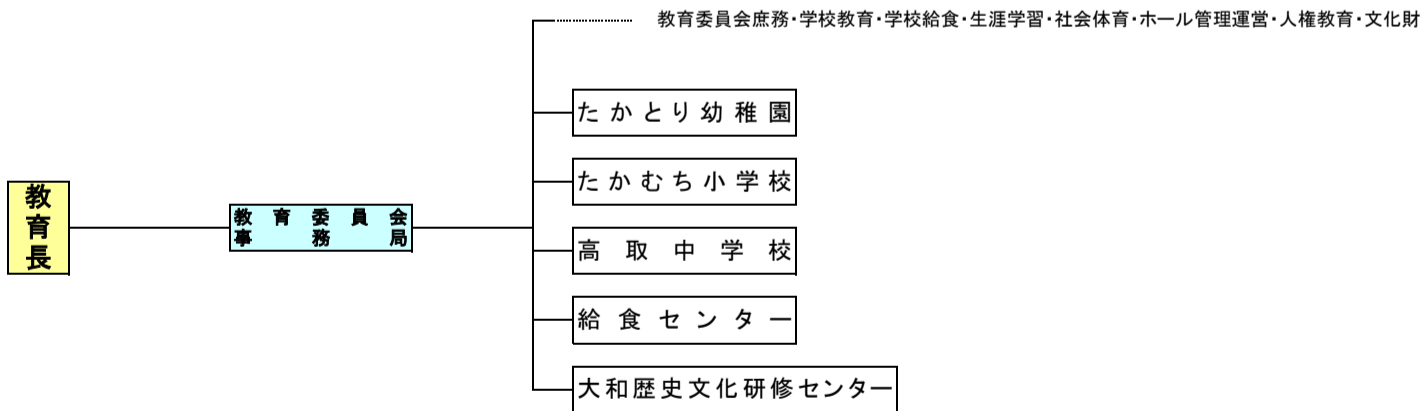 教育委員会庶務・学校教育・学校給食・生涯学習・社会体育・ホール管理運営・人権教育・文化財
たかとり幼稚園
たかむち小学校
教育長
教育委員会
事務局
高取中学校
給食センター
大和歴史文化研修センター